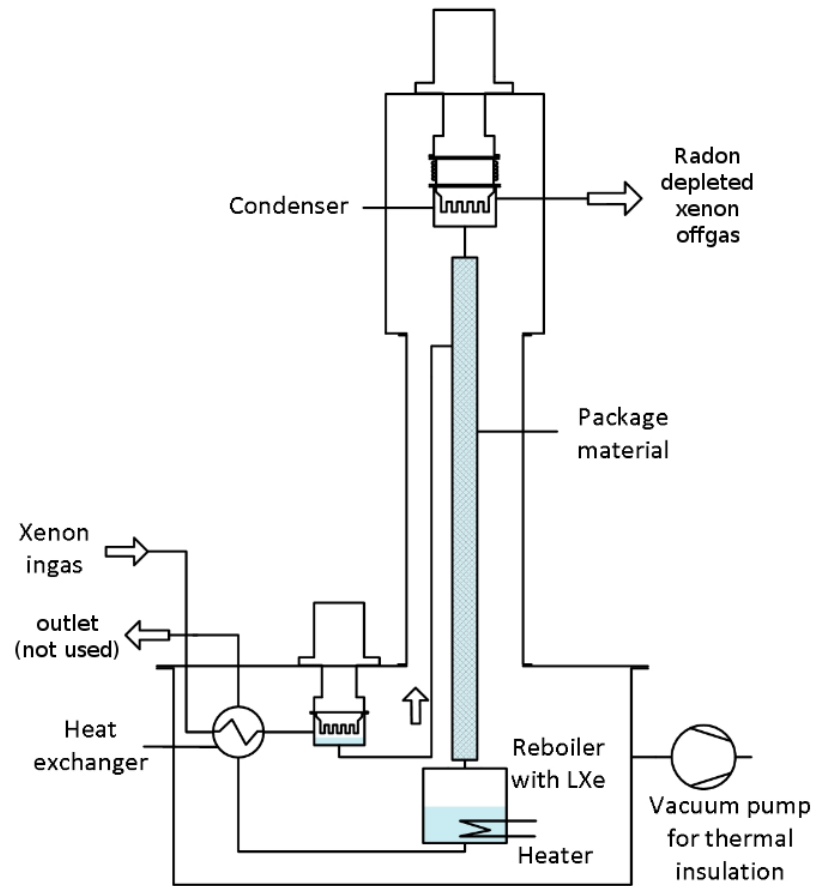 Condenser
Radon
depleted
xenon
offgas
Package
material
Xenon
ingas
outlet
(not used)
Heat
exchanger
Reboiler
with LXe
Heater
Vacuum pump
for thermal
insulation